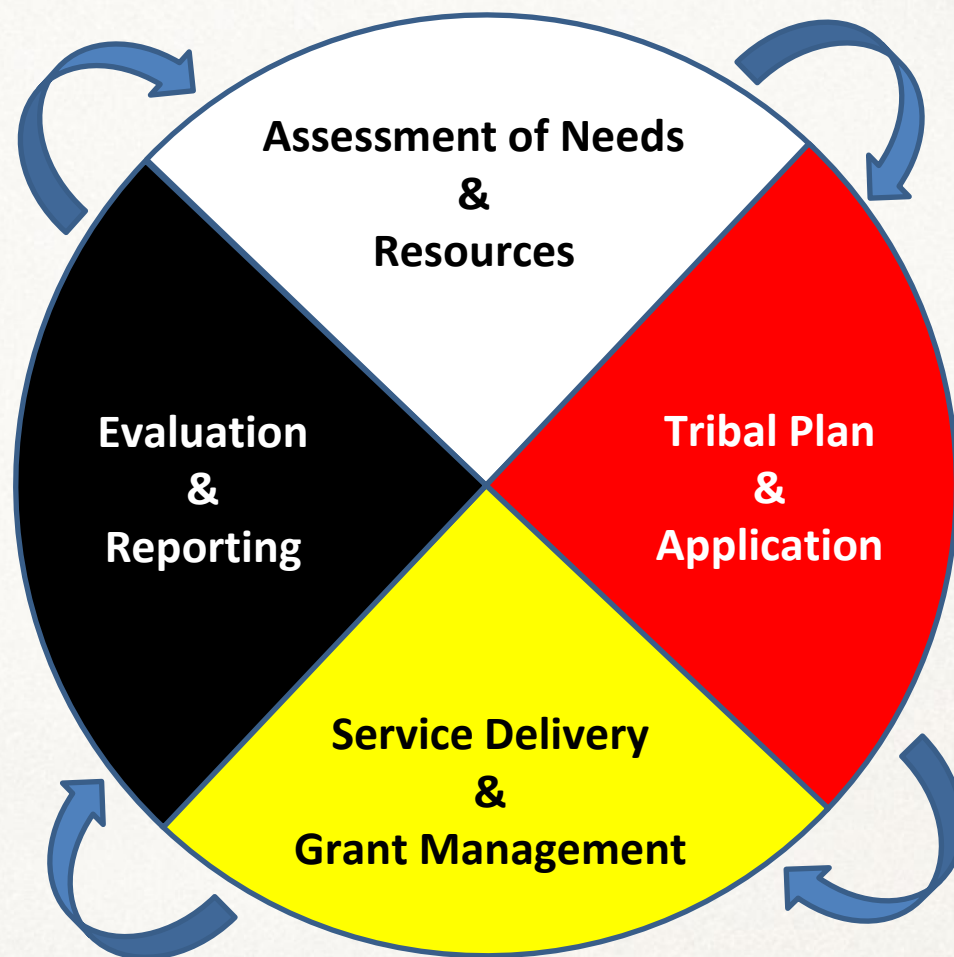 Assessment of Needs
&
Resources
Tribal Plan
&
Application
Service Delivery
&
Grant Management
Evaluation
&
Reporting